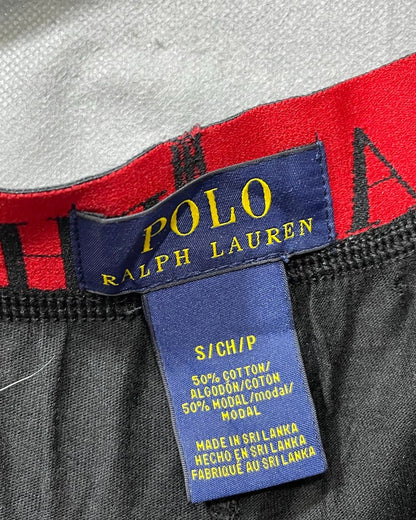 POLO
RALPH LAUREN
S/CH/P
50% COTTON/
ALGODÓN/COTON
50% MODAL/modal/
MODAL
MADE IN SRI LANKA
HECHO EN SRI LANKA
FABRIQUÉ AU SRI LANKA